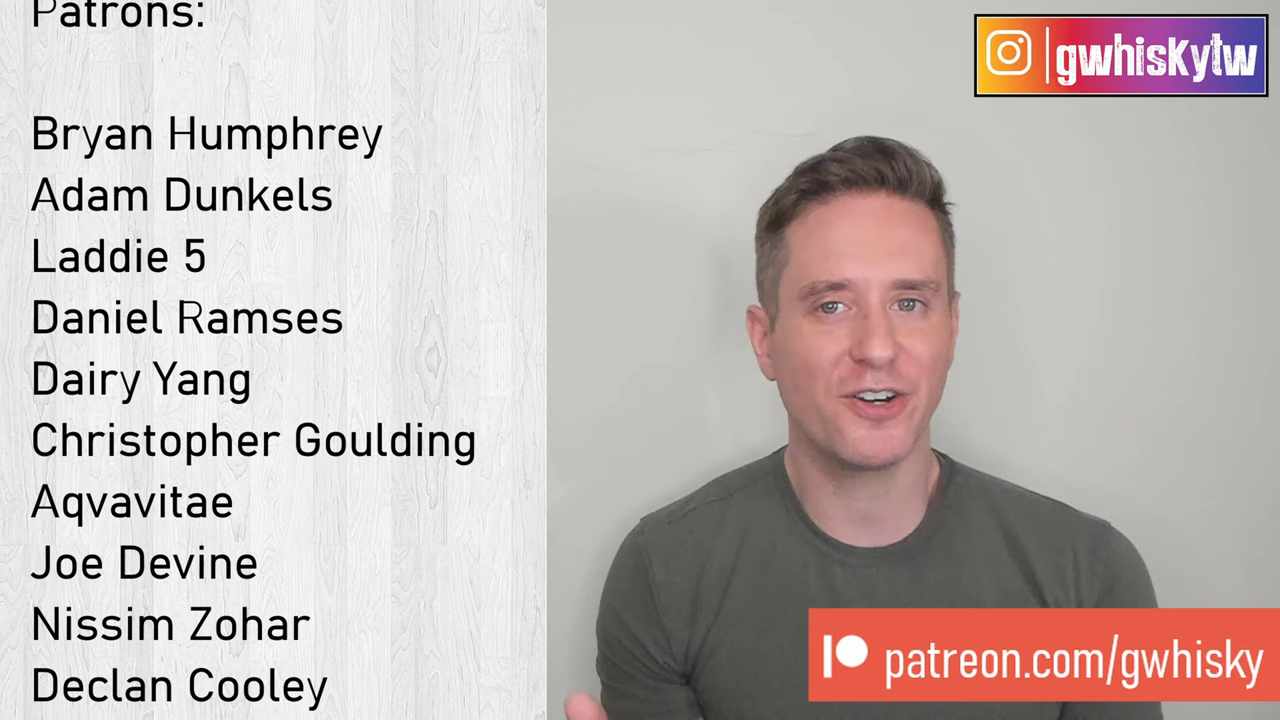 Patrons:
Bryan Humphrey
Adam Dunkels
Laddie 5
Daniel Ramses
Dairy Yang
Christopher Goulding
Aqvavitae
Joe Devine
Nissim Zohar
Declan Cooley
gwhiskytw
patreon.com/gwhisky